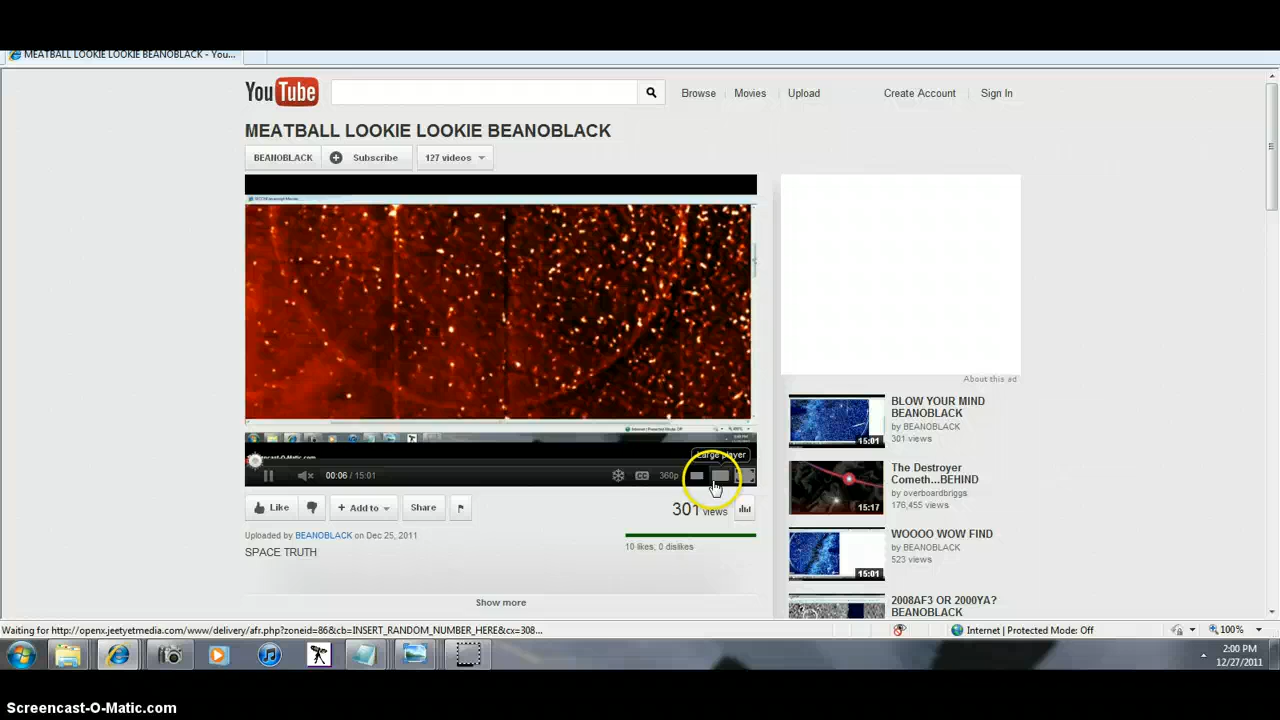 MEATBALL LOOKIE LOOKIE BEANOBLACK - You...
YouTube
Browse
Movies
Upload
Create Account
Sign In
MEATBALL LOOKIE LOOKIE BEANOBLACK
BEANOBLACK
Subscribe
127 videos
Large player
00:06 / 15:01
CC
360p
Like
Add to
Share
301 views
Uploaded by BEANOBLACK on Dec 25, 2011
10 likes, 0 dislikes
SPACE TRUTH
Show more
About this ad
BLOW YOUR MIND
BEANOBLACK
by BEANOBLACK
301 views
15:01
The Destroyer
Cometh...BEHIND
by overboardbriggs
176,455 views
15:17
WOOOO WOW FIND
by BEANOBLACK
523 views
15:01
2008AF3 OR 2000YA?
BEANOBLACK
Waiting for http://openx.jeetyetmedia.com/www/delivery/afr.php?zoneid=86&cb=INSERT_RANDOM_NUMBER_HERE&cx=308...
Internet | Protected Mode: Off
100%
2:00 PM
12/27/2011
Screencast-O-Matic.com